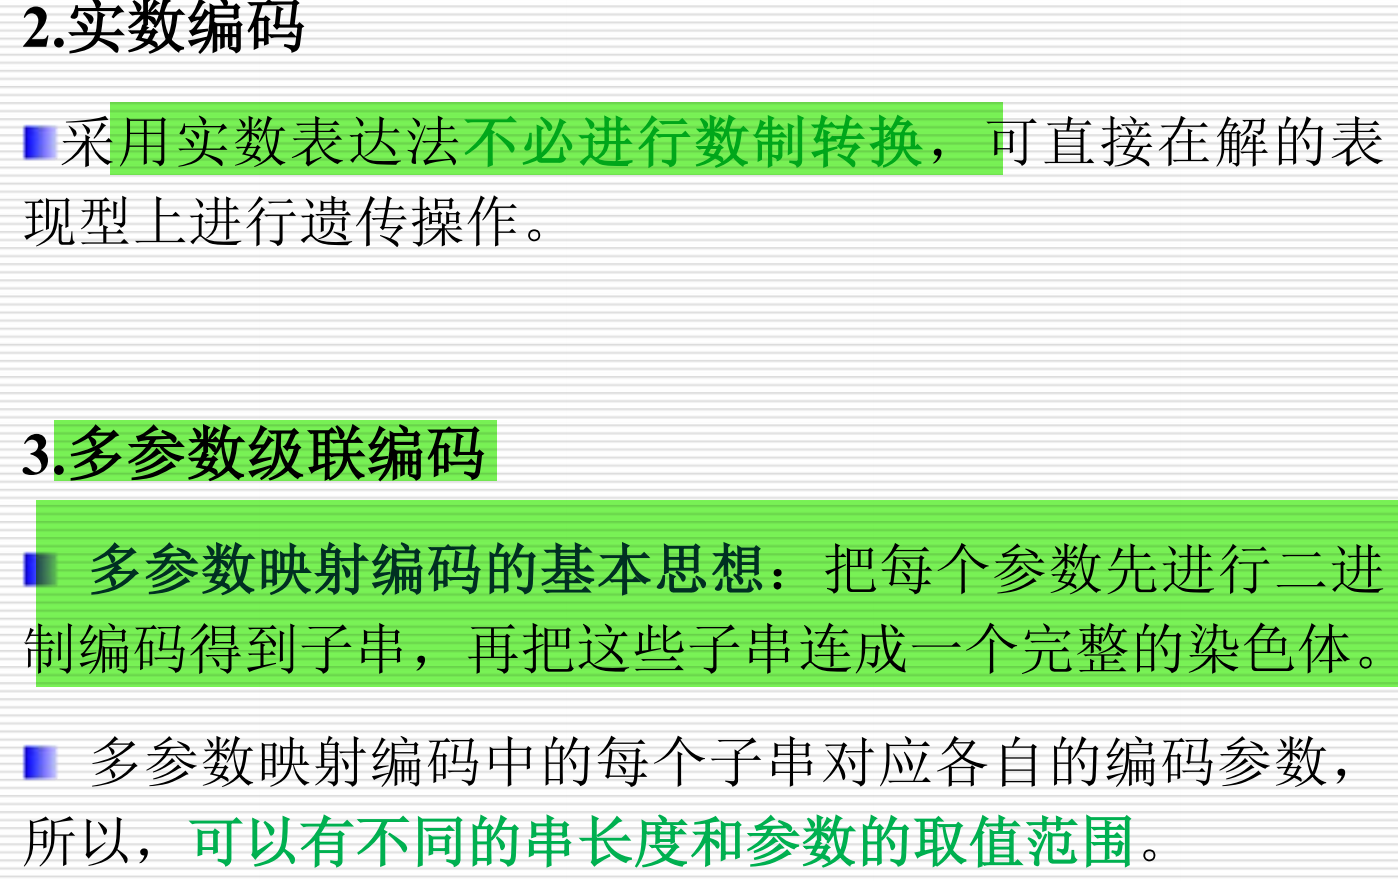 2.实数编码
采用实数表达法不必进行数制转换，可直接在解的表
现型上进行遗传操作。
3.多参数级联编码
多参数映射编码的基本思想：把每个参数先进行二进
制编码得到子串，再把这些子串连成一个完整的染色体。
多参数映射编码中的每个子串对应各自的编码参数，
所以，可以有不同的串长度和参数的取值范围。